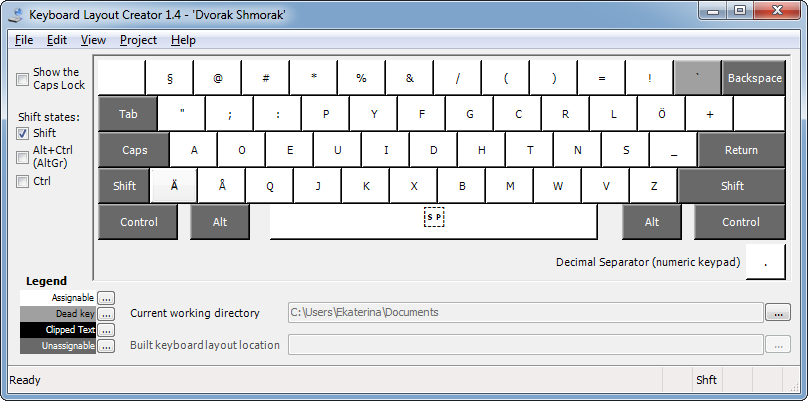 Keyboard Layout Creator 1.4 - 'Dvorak Shmorak'
File Edit View Project Help
Show the
Caps Lock
§ @ # * % & / ( ) = ! ` Backspace
Tab " ; : P Y F G C R L Ö +
Shift states:
Shift
Alt+Ctrl
(AltGr)
Ctrl
Caps A O E U I D H T N S _ Return
Shift Ä Å Q J K X B M W V Z Shift
Control Alt SP Alt Control
Decimal Separator (numeric keypad) .
Legend
Assignable ...
Dead key ...
Clipped Text ...
Unassignable ...
Current working directory C:\Users\Ekaterina\Documents ...
Built keyboard layout location ...
Ready Shft